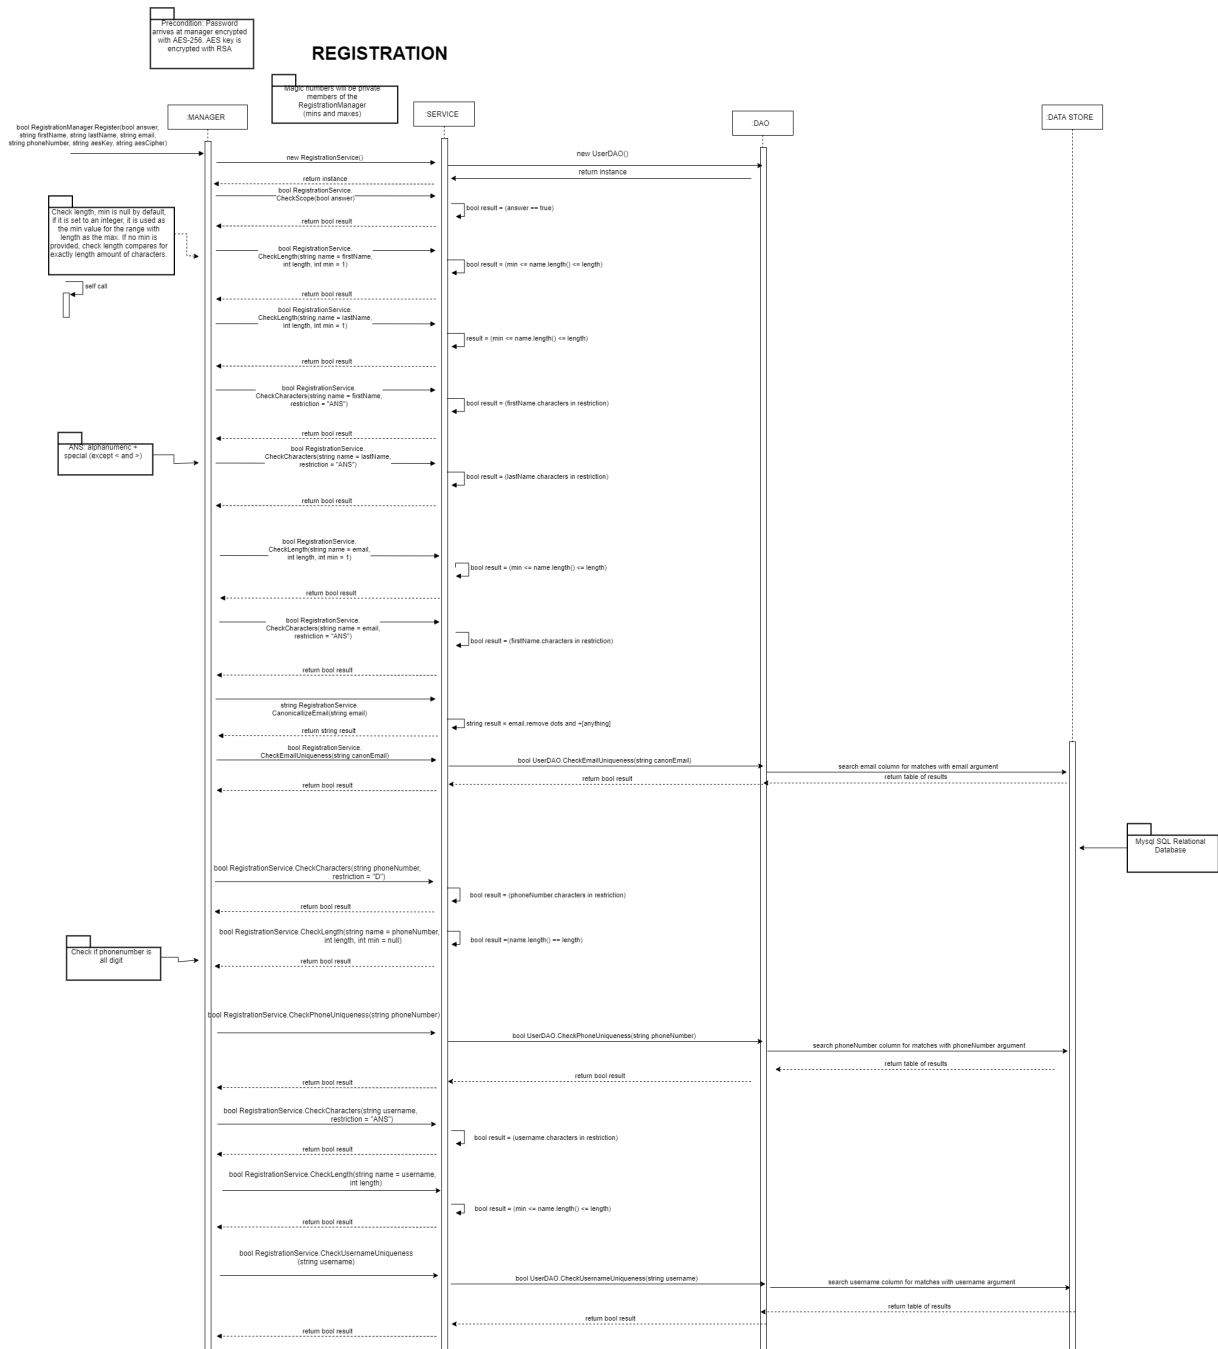 Precondition: Password
arrives at manager encrypted
with AES-256. AES key is
encrypted with RSA
REGISTRATION
Magic numbers will be private
members of the
RegistrationManager
(mins and maxes)
:MANAGER
:SERVICE
:DAO
:DATA STORE
bool RegistrationManager.Register(bool answer,
string firstName, string lastName, string email,
string phoneNumber, string aesKey, string aesCipher)
new RegistrationService()
new UserDAO()
return instance
return instance
bool RegistrationService.
CheckScope(bool answer)
bool result = (answer == true)
return bool result
Check length, min is null by default,
if it is set to an integer, it is used as
the min value for the range with
length as the max. If no min is
provided, check length compares for
exactly length amount of characters.
bool RegistrationService.
CheckLength(string name = firstName,
int length, int min = 1)
bool result = (min <= name.length() <= length)
self call
return bool result
bool RegistrationService.
CheckLength(string name = lastName,
int length, int min = 1)
result = (min <= name.length() <= length)
return bool result
bool RegistrationService.
CheckCharacters(string name = firstName,
restriction = "ANS")
bool result = (firstName.characters in restriction)
return bool result
ANS: alphanumeric +
special (except < and >)
bool RegistrationService.
CheckCharacters(string name = lastName,
restriction = "ANS")
bool result = (lastName.characters in restriction)
return bool result
bool RegistrationService.
CheckLength(string name = email,
int length, int min = 1)
bool result = (min <= name.length() <= length)
return bool result
bool RegistrationService.
CheckCharacters(string name = email,
restriction = "ANS")
bool result = (firstName.characters in restriction)
return bool result
string RegistrationService.
CanonicallizeEmail(string email)
string result = email.remove dots and +[anything]
return string result
bool RegistrationService.
CheckEmailUniqueness(string canonEmail)
bool UserDAO.CheckEmailUniqueness(string canonEmail)
search email column for matches with email argument
return table of results
return bool result
return bool result
Mysql SQL Relational
Database
bool RegistrationService.CheckCharacters(string phoneNumber,
restriction = "D")
bool result = (phoneNumber.characters in restriction)
return bool result
bool RegistrationService.CheckLength(string name = phoneNumber,
int length, int min = null)
bool result =(name.length() == length)
Check if phonenumber is
all digit
return bool result
bool RegistrationService.CheckPhoneUniqueness(string phoneNumber)
bool UserDAO.CheckPhoneUniqueness(string phoneNumber)
search phoneNumber column for matches with phoneNumber argument
return table of results
return bool result
return bool result
bool RegistrationService.CheckCharacters(string username,
restriction = "ANS")
bool result = (username.characters in restriction)
return bool result
bool RegistrationService.CheckLength(string name = username,
int length)
bool result = (min <= name.length() <= length)
return bool result
bool RegistrationService.CheckUsernameUniqueness
(string username)
bool UserDAO.CheckUsernameUniqueness(string username)
search username column for matches with username argument
return table of results
return bool result
return bool result